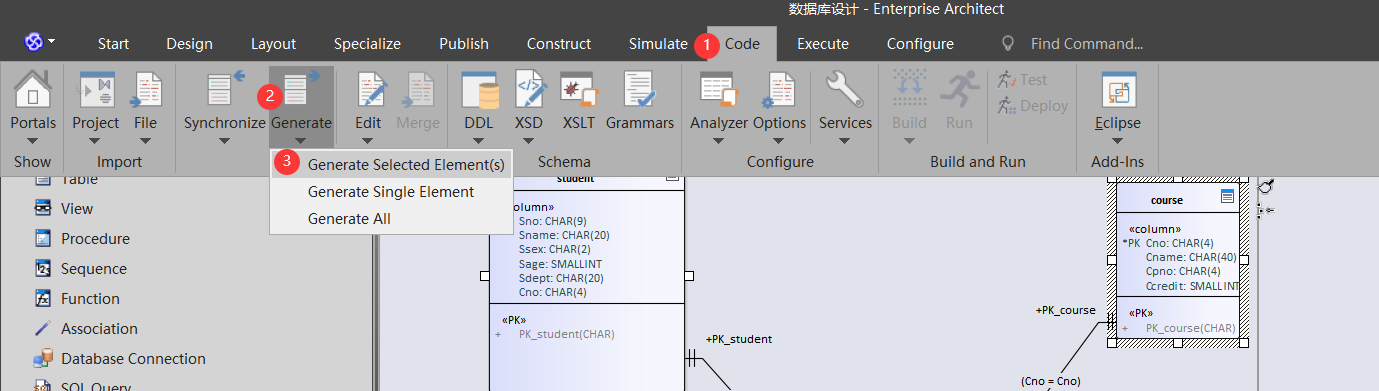 数据库设计 - Enterprise Architect
Start Design Layout Specialize Publish Construct Simulate 1 Code Execute Configure Find Command...
2
Portals Project File Synchronize Generate Edit Merge DDL XSD XSLT Grammars Analyzer Options Services Build Run Test Deploy Eclipse
Show Import Schema Configure Build and Run Add-Ins
3 Generate Selected Element(s)
Generate Single Element
Generate All
Table
View
Procedure
Sequence
Function
Association
Database Connection
SQL Query
student
column»
Sno: CHAR(9)
Sname: CHAR(20)
Ssex: CHAR(2)
Sage: SMALLINT
Sdept: CHAR(20)
Cno: CHAR(4)
«PK»
+ PK_student(CHAR)
+PK_student
course
«column»
*PK Cno: CHAR(4)
Cname: CHAR(40)
Cpno: CHAR(4)
Ccredit: SMALLINT
«PK»
+ PK_course(CHAR)
+PK_course
(Cno = Cno)